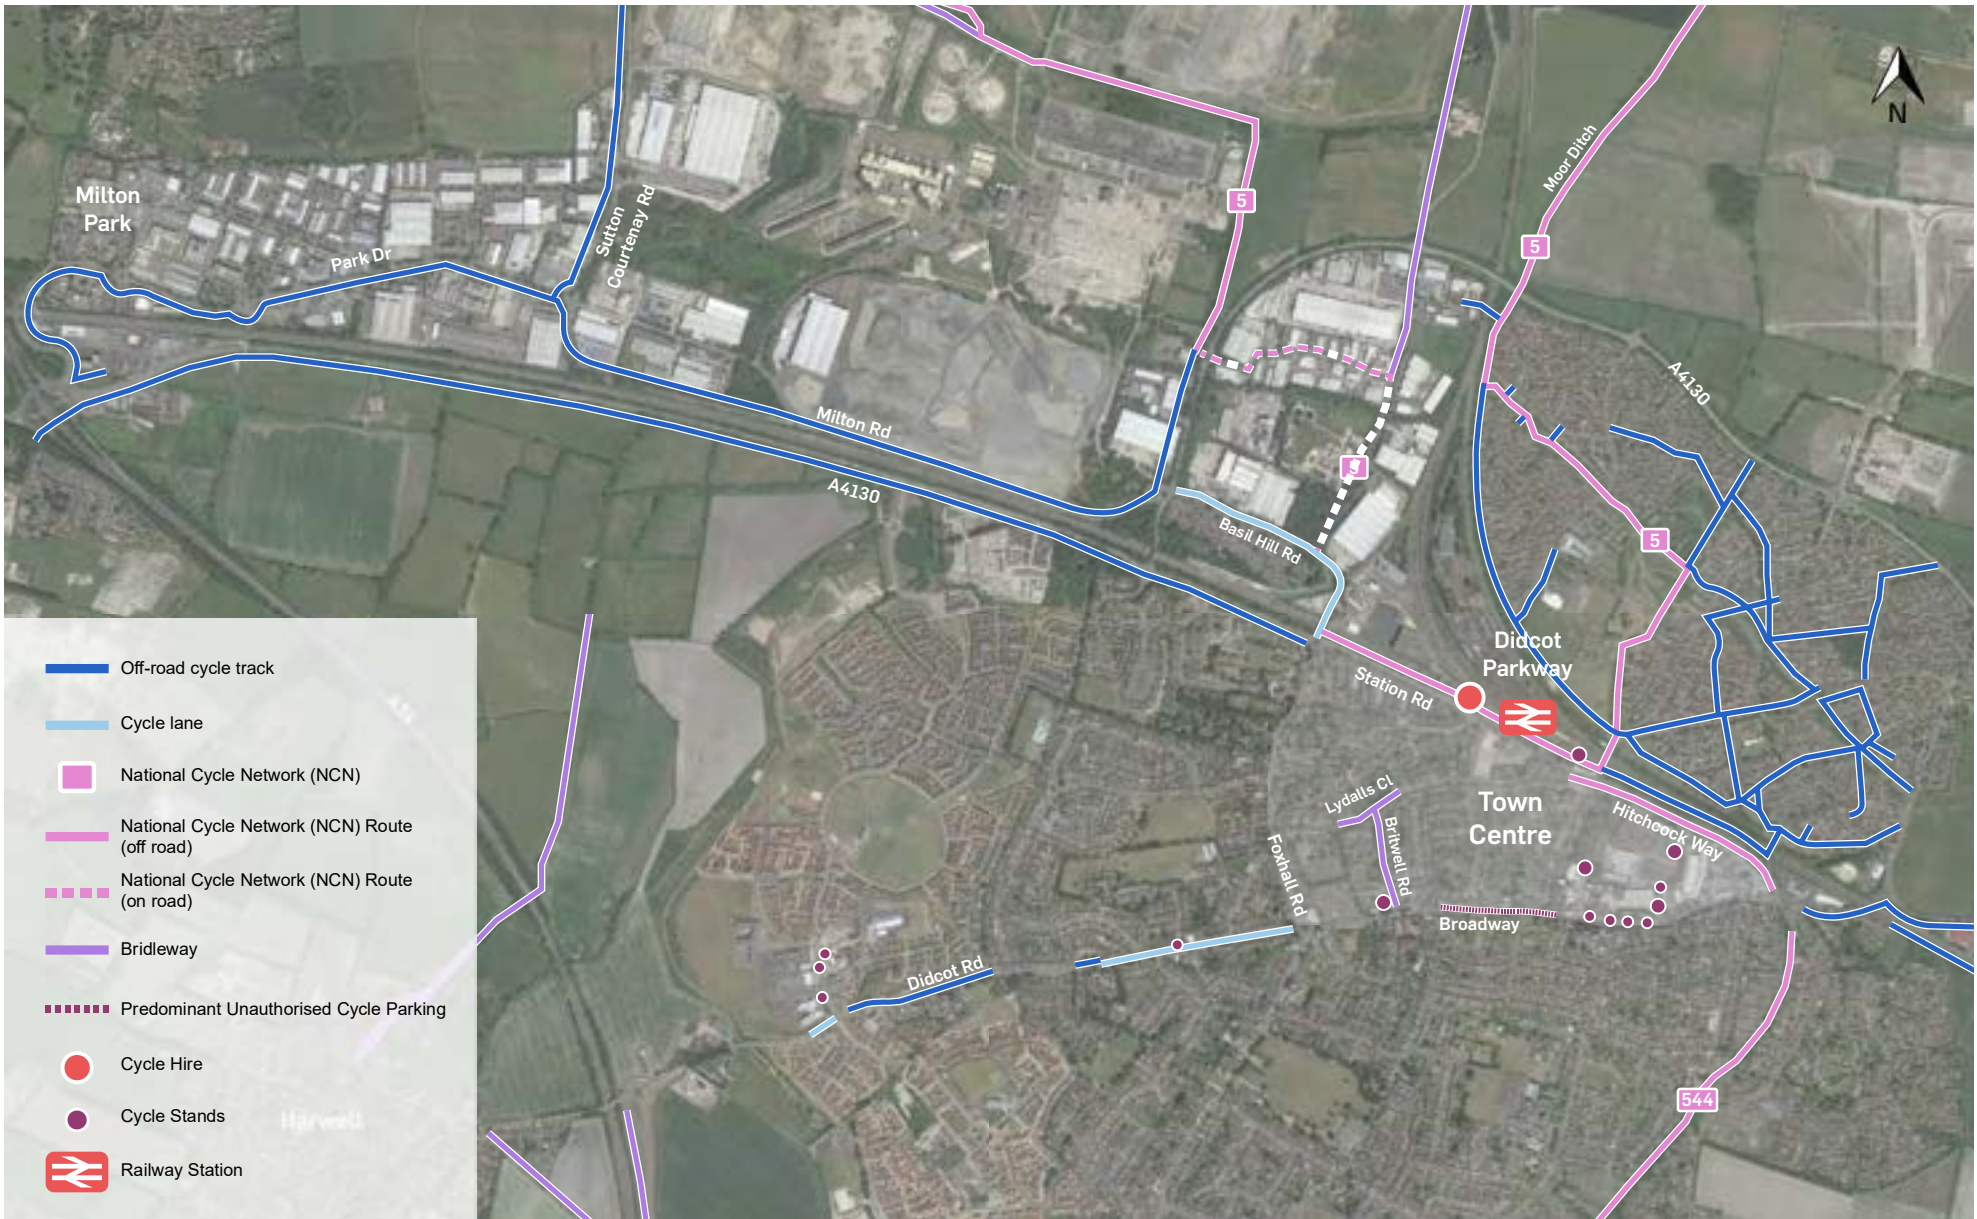 N
Milton
Park
Park Dr
Sutton
Courtenay Rd
5
5
Moor Ditch
A4130
Milton Rd
A4130
5
Basil Hill Rd
5
Didcot
Parkway
Station Rd
Town
Centre
Hitchcock Way
Lydalls Cl
Britwell Rd
Foxhall Rd
Broadway
Didcot Rd
544
Off-road cycle track
Cycle lane
National Cycle Network (NCN)
National Cycle Network (NCN) Route
(off road)
National Cycle Network (NCN) Route
(on road)
Bridleway
Predominant Unauthorised Cycle Parking
Cycle Hire
Cycle Stands
Harwell
Railway Station